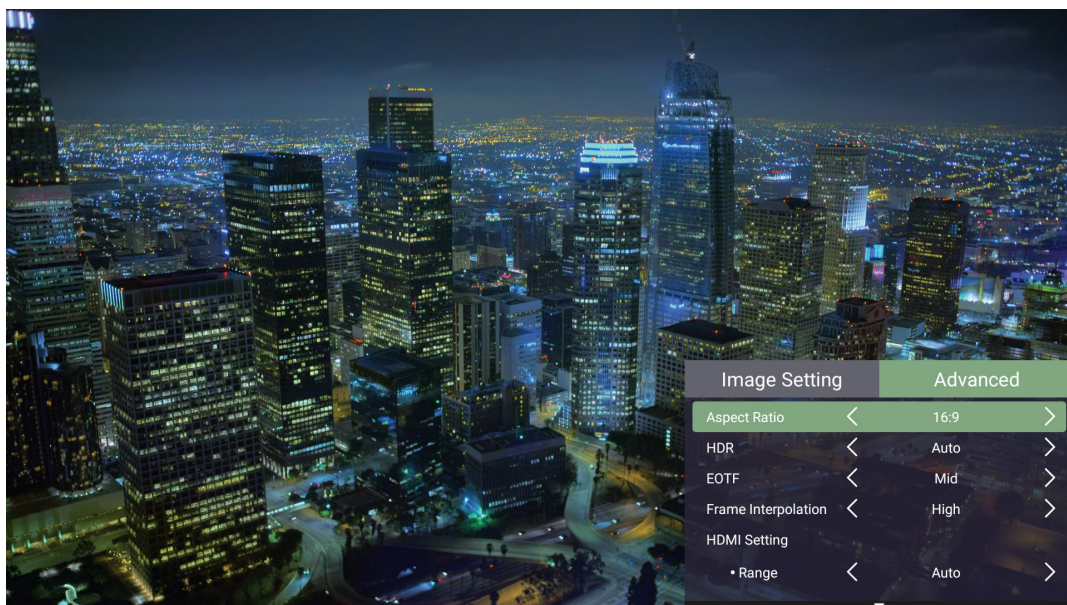 Image Setting Advanced
Aspect Ratio 16:9
HDR Auto
EOTF Mid
Frame Interpolation High
HDMI Setting
• Range Auto